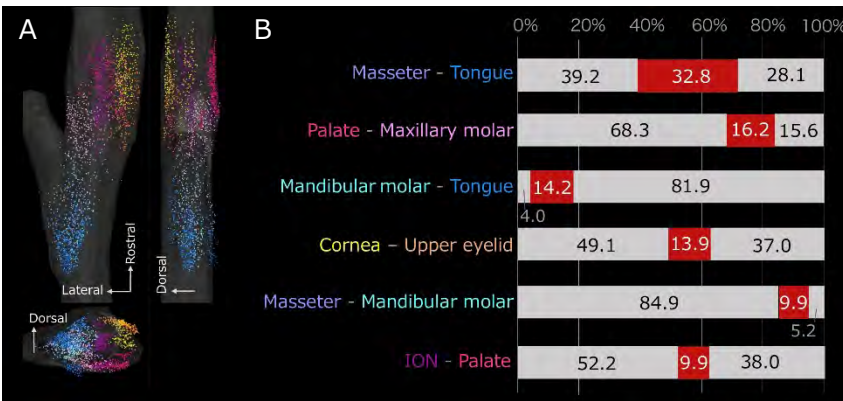 A
Rostral
Lateral
Dorsal
Dorsal
B
0% 20% 40% 60% 80% 100%
Masseter - Tongue 39.2 32.8 28.1
Palate - Maxillary molar 68.3 16.2 15.6
Mandibular molar - Tongue 14.2 81.9
4.0
Cornea – Upper eyelid 49.1 13.9 37.0
Masseter - Mandibular molar 84.9 9.9
5.2
ION - Palate 52.2 9.9 38.0